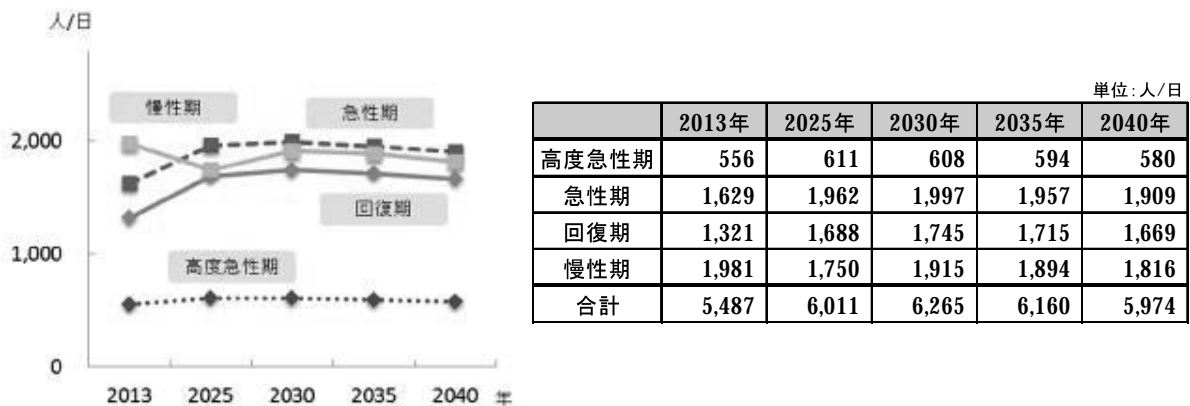 人/日
慢性期
急性期
2,000
回復期
1,000
高度急性期
0
2013 2025 2030 2035 2040 年
単位:人/日
2013年 2025年 2030年 2035年 2040年
高度急性期 556 611 608 594 580
急性期 1,629 1,962 1,997 1,957 1,909
回復期 1,321 1,688 1,745 1,715 1,669
慢性期 1,981 1,750 1,915 1,894 1,816
合計 5,487 6,011 6,265 6,160 5,974